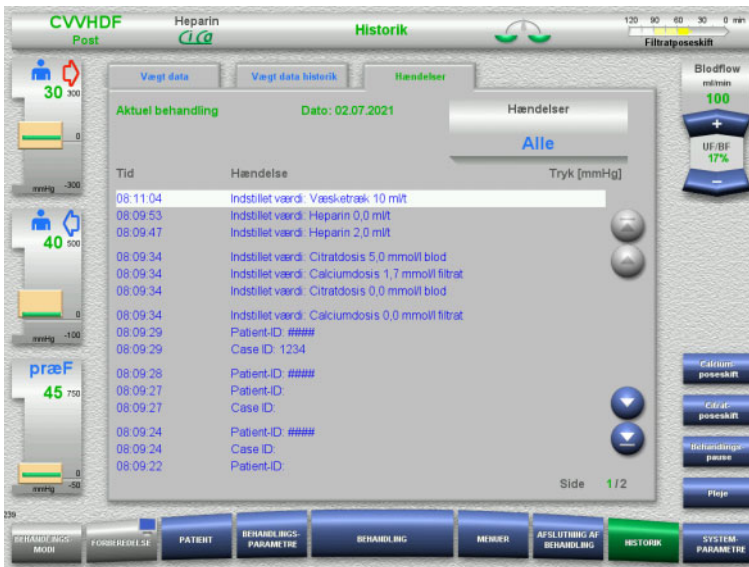 CVVHDF
Post
Heparin
Ci Ca
Historik
120 90 60 30 0 min
Filtratposeskift
30 300
0
mmHg -300
40 500
mmHg -100
præF
45 750
0
mmHg -50
Vægt data
Vægt data historik
Hændelser
Aktuel behandling
Dato: 02.07.2021
Hændelser
Alle
Tid Hændelse Tryk [mmHg]
08:11:04 Indstillet værdi: Væsketræk 10 ml/t
08:09:53 Indstillet værdi: Heparin 0,0 ml/t
08:09:47 Indstillet værdi: Heparin 2,0 ml/t
08:09:34 Indstillet værdi: Citratdosis 5,0 mmol/l blod
08:09:34 Indstillet værdi: Calciumdosis 1,7 mmol/l filtrat
08:09:34 Indstillet værdi: Citratdosis 0,0 mmol/l blod
08:09:34 Indstillet værdi: Calciumdosis 0,0 mmol/l filtrat
08:09:29 Patient-ID: ####
08:09:29 Case ID: 1234
08:09:28 Patient-ID: ####
08:09:27 Patient-ID:
08:09:27 Case ID:
08:09:24 Patient-ID: ####
08:09:24 Case ID:
08:09:22 Patient-ID:
Side 1/2
Blodflow
ml/min
100
+
UF/BF
17%
−
Calcium-
poseskift
Citrat-
poseskift
Behandlings-
pause
Pleje
239
BEHANDLINGS-
MODI
FORBEREDELSE
PATIENT
BEHANDLINGS-
PARAMETRE
BEHANDLING
MENUER
AFSLUTNING AF
BEHANDLING
HISTORIK
SYSTEM-
PARAMETRE